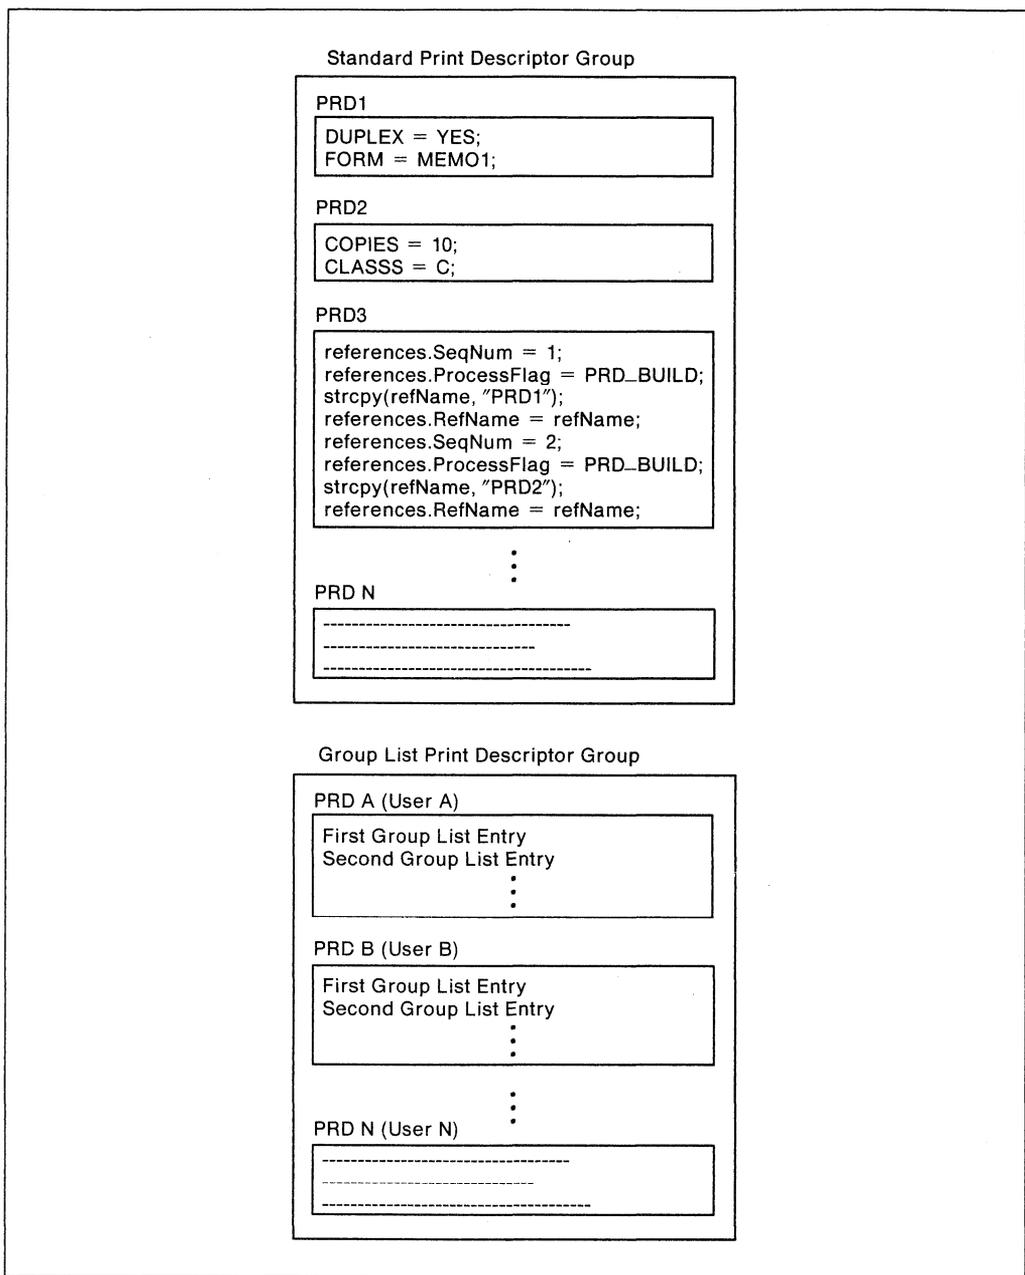 Standard Print Descriptor Group
PRD1
DUPLEX = YES;
FORM = MEMO1;
PRD2
COPIES = 10;
CLASSS = C;
PRD3
references.SeqNum = 1;
references.ProcessFlag = PRD_BUILD;
strcpy(refName, "PRD1");
references.RefName = refName;
references.SeqNum = 2;
references.ProcessFlag = PRD_BUILD;
strcpy(refName, "PRD2");
references.RefName = refName;
PRD N
Group List Print Descriptor Group
PRD A (User A)
First Group List Entry
Second Group List Entry
PRD B (User B)
First Group List Entry
Second Group List Entry
PRD N (User N)